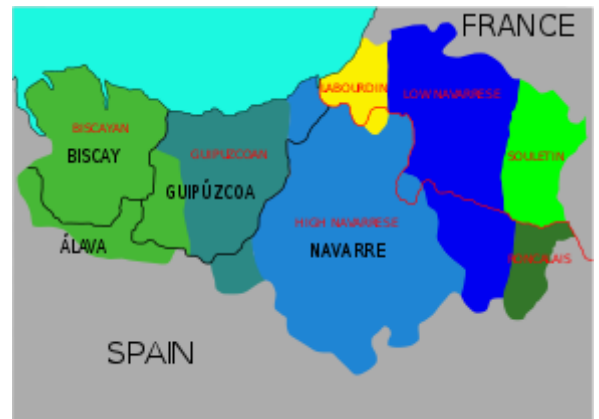 FRANCE
LABOURDIN
LOW NAVARRESE
BISCAYAN
BISCAY
GUIPUZCOAN
SOULETIN
GUIPÚZCOA
HIGH NAVARRESE
ÁLAVA
NAVARRE
RONCALAIS
SPAIN